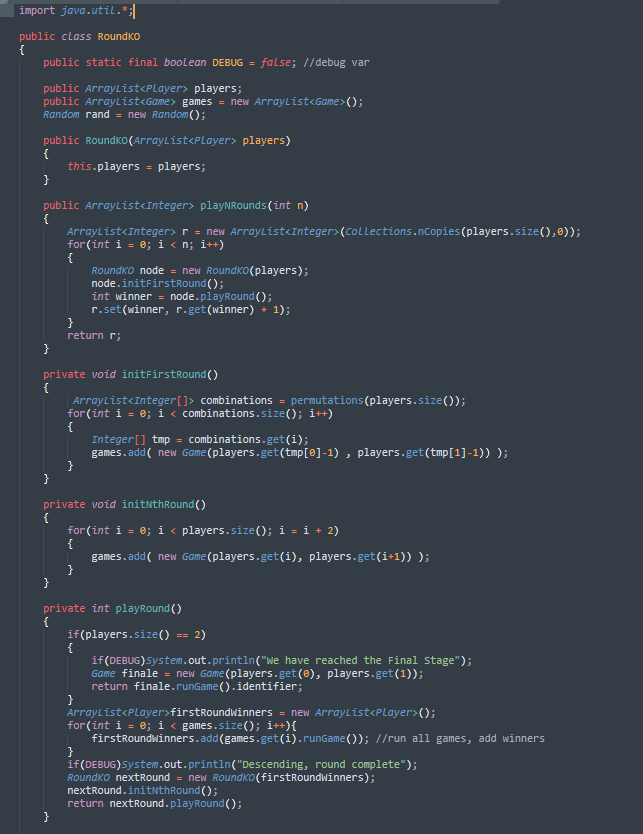 import java.util.*;
public class RoundKO
{
public static final boolean DEBUG = false; //debug var
public ArrayList<Player> players;
public ArrayList<Game> games = new ArrayList<Game>();
Random rand = new Random();
public RoundKO(ArrayList<Player> players)
{
this.players = players;
}
public ArrayList<Integer> playNRounds(int n)
{
ArrayList<Integer> r = new ArrayList<Integer>(Collections.nCopies(players.size(),0));
for(int i = 0; i < n; i++)
{
RoundKO node = new RoundKO(players);
node.initFirstRound();
int winner = node.playRound();
r.set(winner, r.get(winner) + 1);
}
return r;
}
private void initFirstRound()
{
ArrayList<Integer[]> combinations = permutations(players.size());
for(int i = 0; i < combinations.size(); i++)
{
Integer[] tmp = combinations.get(i);
games.add( new Game(players.get(tmp[0]-1) , players.get(tmp[1]-1)) );
}
}
private void initNthRound()
{
for(int i = 0; i < players.size(); i = i + 2)
{
games.add( new Game(players.get(i), players.get(i+1)) );
}
}
private int playRound()
{
if(players.size() == 2)
{
if(DEBUG)System.out.println("We have reached the Final Stage");
Game finale = new Game(players.get(0), players.get(1));
return finale.runGame().identifier;
}
ArrayList<Player>firstRoundWinners = new ArrayList<Player>();
for(int i = 0; i < games.size(); i++){
firstRoundWinners.add(games.get(i).runGame()); //run all games, add winners
}
if(DEBUG)System.out.println("Descending, round complete");
RoundKO nextRound = new RoundKO(firstRoundWinners);
nextRound.initNthRound();
return nextRound.playRound();
}